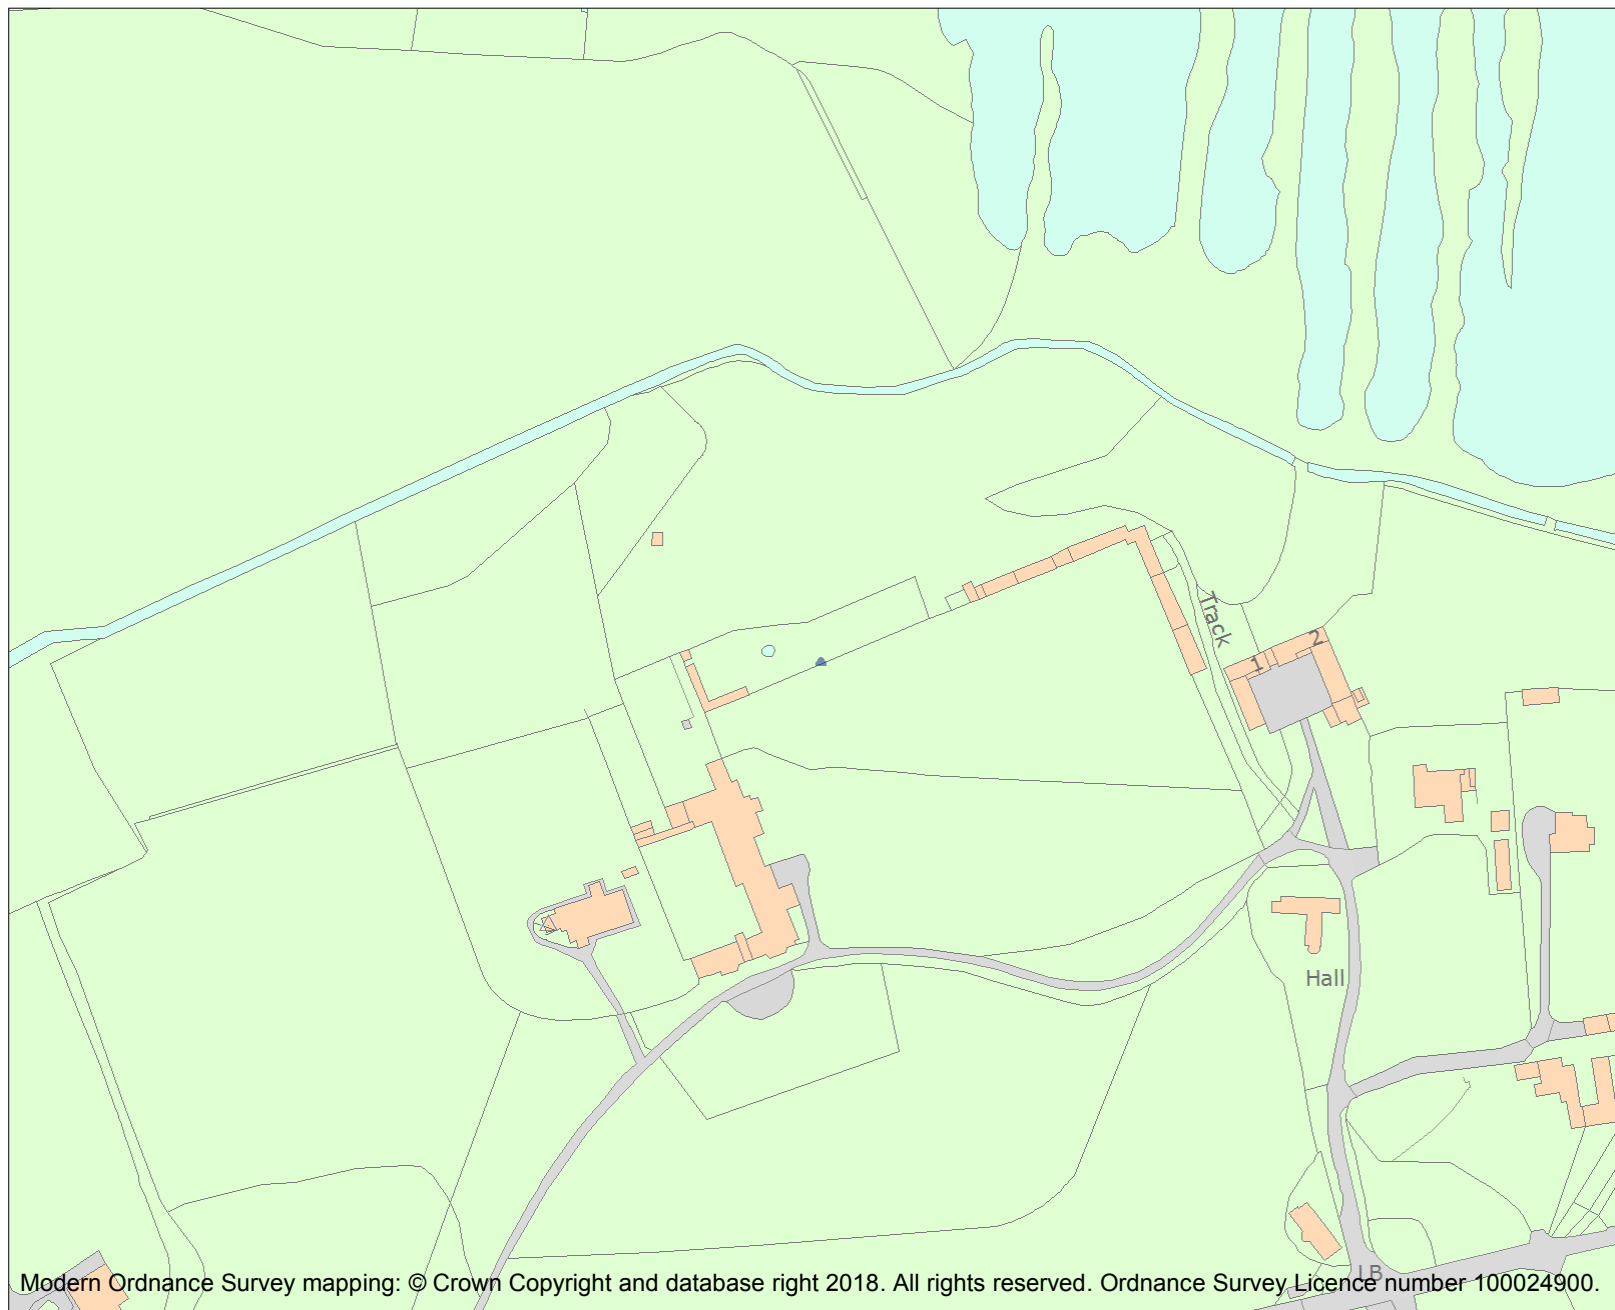 Track
1
2
Hall
LB
Modern Ordnance Survey mapping: © Crown Copyright and database right 2018. All rights reserved. Ordnance Survey Licence number 100024900.